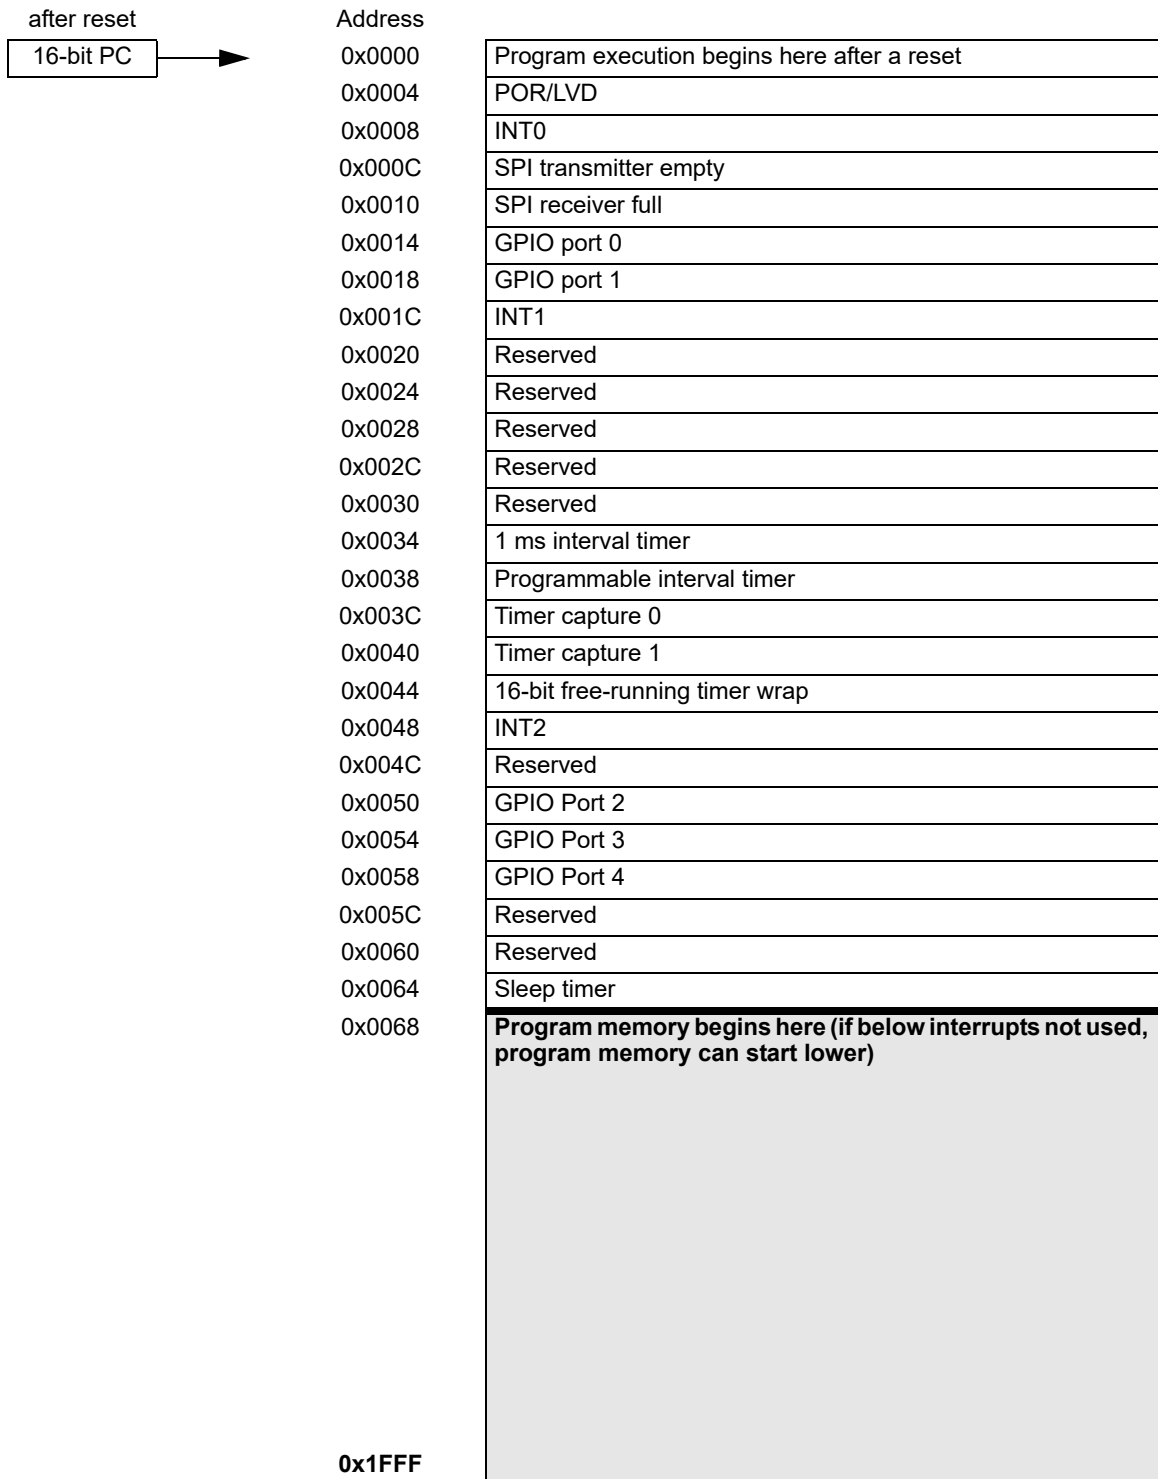 after reset Address
16-bit PC 0x0000 Program execution begins here after a reset
0x0004 POR/LVD
0x0008 INT0
0x000C SPI transmitter empty
0x0010 SPI receiver full
0x0014 GPIO port 0
0x0018 GPIO port 1
0x001C INT1
0x0020 Reserved
0x0024 Reserved
0x0028 Reserved
0x002C Reserved
0x0030 Reserved
0x0034 1 ms interval timer
0x0038 Programmable interval timer
0x003C Timer capture 0
0x0040 Timer capture 1
0x0044 16-bit free-running timer wrap
0x0048 INT2
0x004C Reserved
0x0050 GPIO Port 2
0x0054 GPIO Port 3
0x0058 GPIO Port 4
0x005C Reserved
0x0060 Reserved
0x0064 Sleep timer
0x0068 Program memory begins here (if below interrupts not used,
program memory can start lower)
0x1FFF